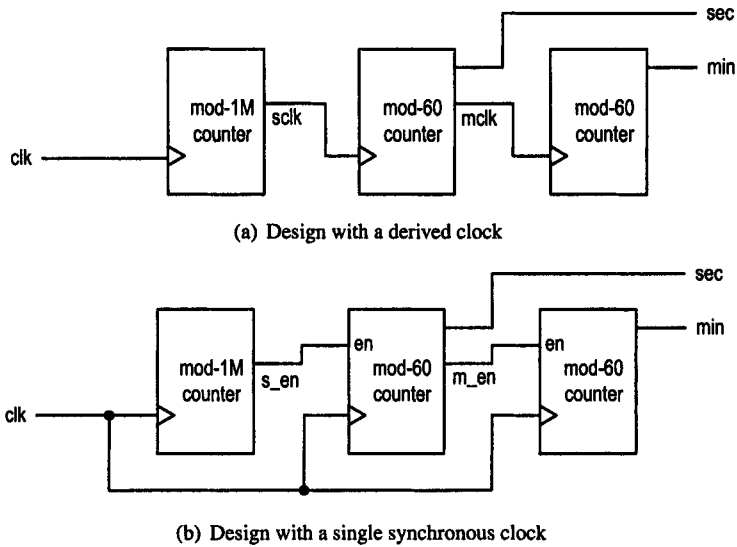 sec
min
mod-1M
counter
sclk
mod-60
counter
mclk
mod-60
counter
clk
(a) Design with a derived clock
sec
min
mod-1M
counter
s_en
en
mod-60
counter
m_en
en
mod-60
counter
clk
(b) Design with a single synchronous clock